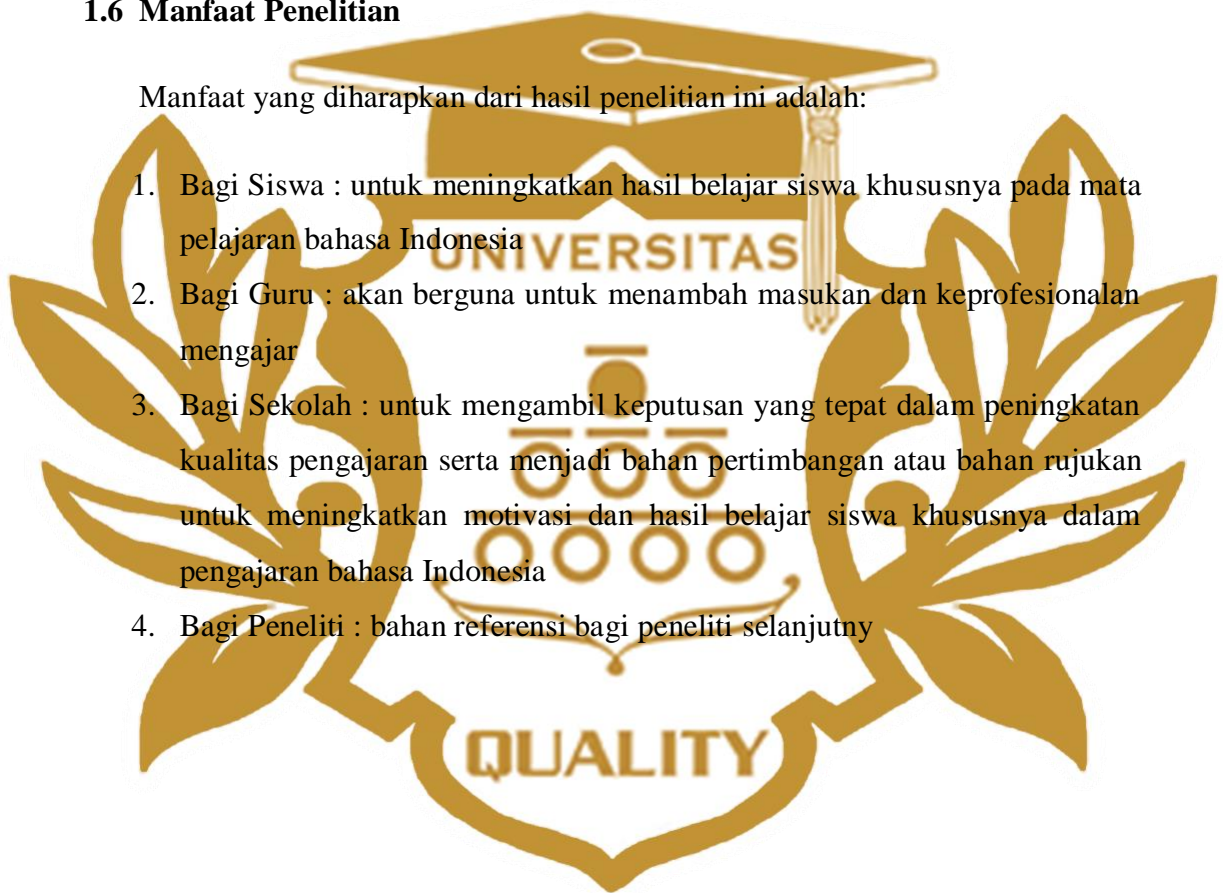 1.6 Manfaat Penelitian
Manfaat yang diharapkan dari hasil penelitian ini adalah:
1. Bagi Siswa : untuk meningkatkan hasil belajar siswa khususnya pada mata
pelajaran bahasa Indonesia
UNIVERSITAS
2. Bagi Guru : akan berguna untuk menambah masukan dan keprofesionalan
mengajar
3. Bagi Sekolah : untuk mengambil keputusan yang tepat dalam peningkatan
kualitas pengajaran serta menjadi bahan pertimbangan atau bahan rujukan
untuk meningkatkan motivasi dan hasil belajar siswa khususnya dalam
pengajaran bahasa Indonesia
4. Bagi Peneliti : bahan referensi bagi peneliti selanjutny
QUALITY